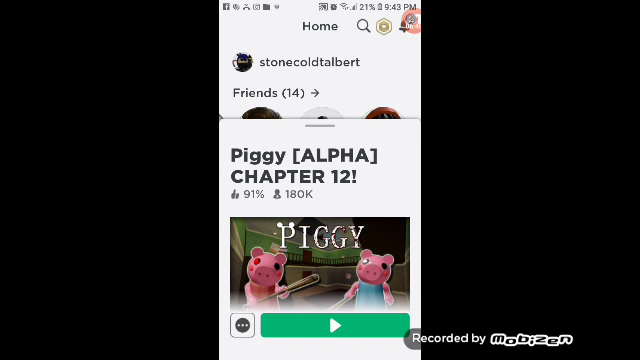 21% 9:43 PM
Home
stonecoldtalbert
Friends (14) →
Piggy [ALPHA]
CHAPTER 12!
91% 180K
PIGGY
Recorded by Mobizen